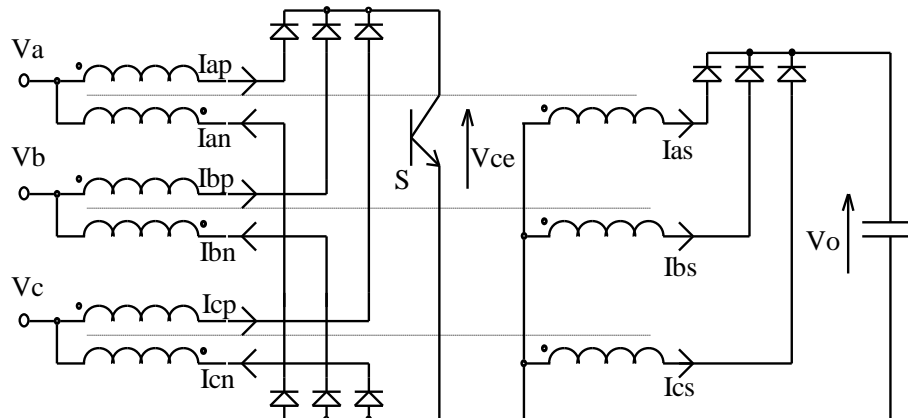 Va
Iap
Ian
Vb
Ibp
Ibn
Vc
Icp
Icn
S
Vce
Ias
Ibs
Ics
Vo